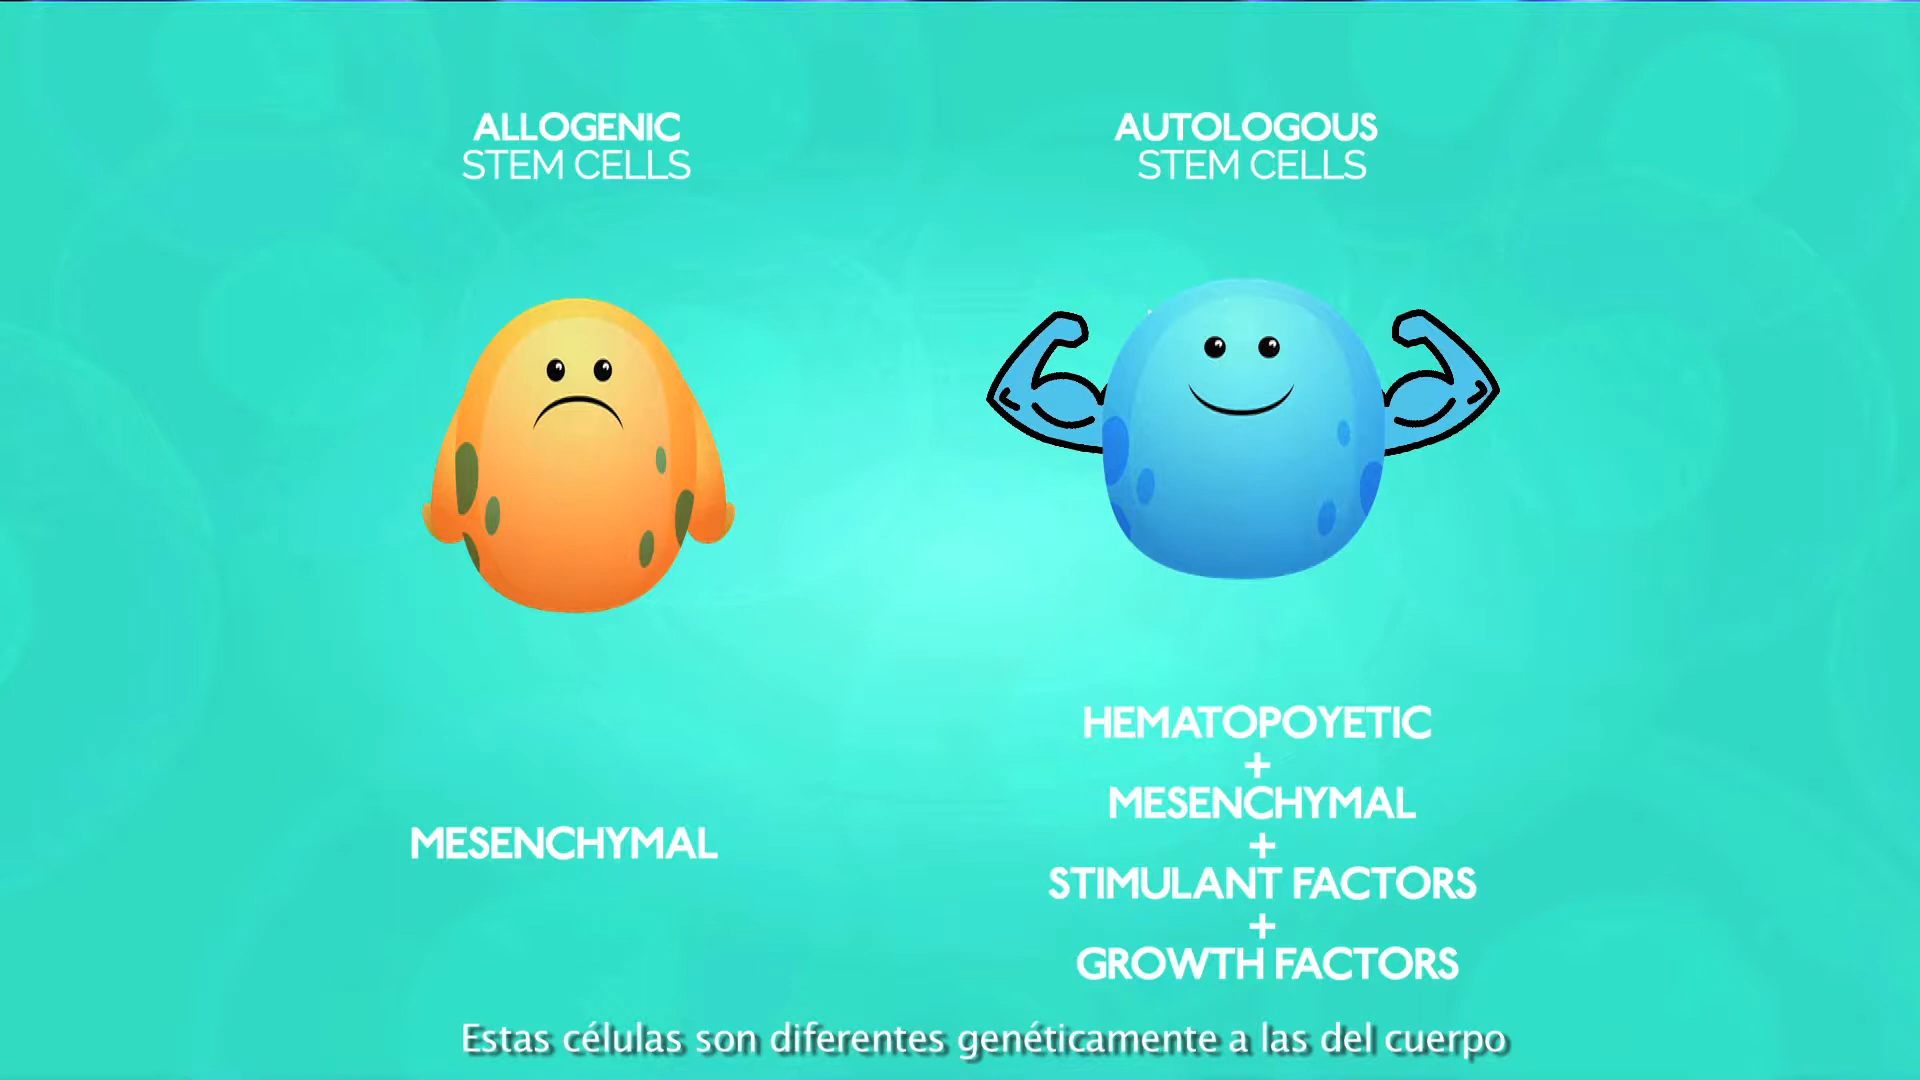 ALLOGENIC
STEM CELLS
MESENCHYMAL
AUTOLOGOUS
STEM CELLS
HEMATOPOYETIC
+
MESENCHYMAL
+
STIMULANT FACTORS
+
GROWTH FACTORS
Estas células son diferentes genéticamente a las del cuerpo